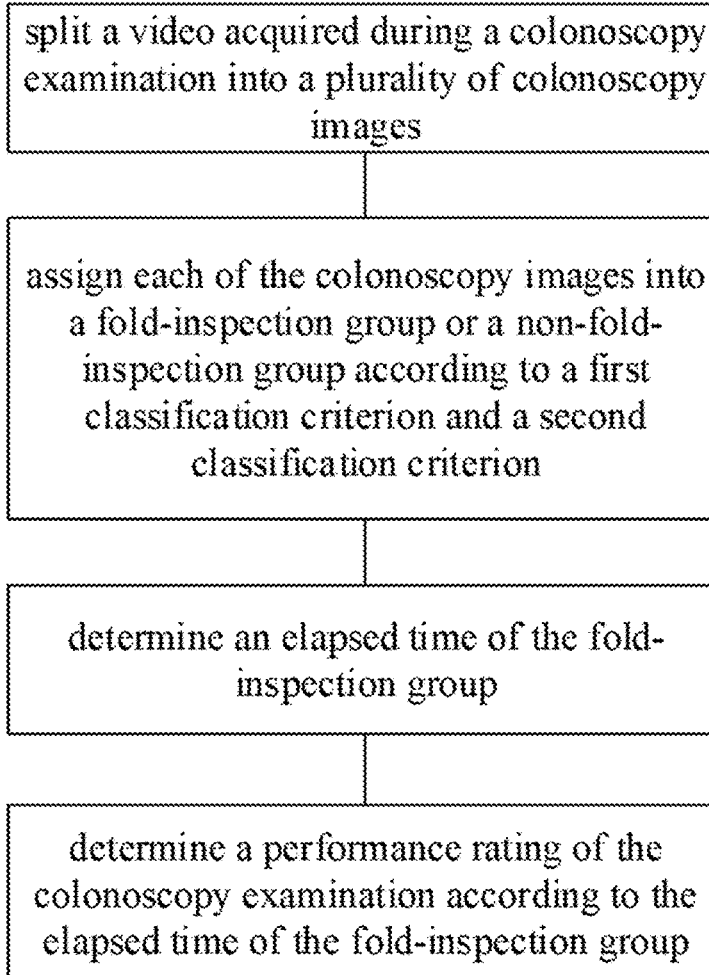 split a video acquired during a colonoscopy
examination into a plurality of colonoscopy
images
assign each of the colonoscopy images into
a fold-inspection group or a non-fold-
inspection group according to a first
classification criterion and a second
classification criterion
determine an elapsed time of the fold-
inspection group
determine a performance rating of the
colonoscopy examination according to the
elapsed time of the fold-inspection group